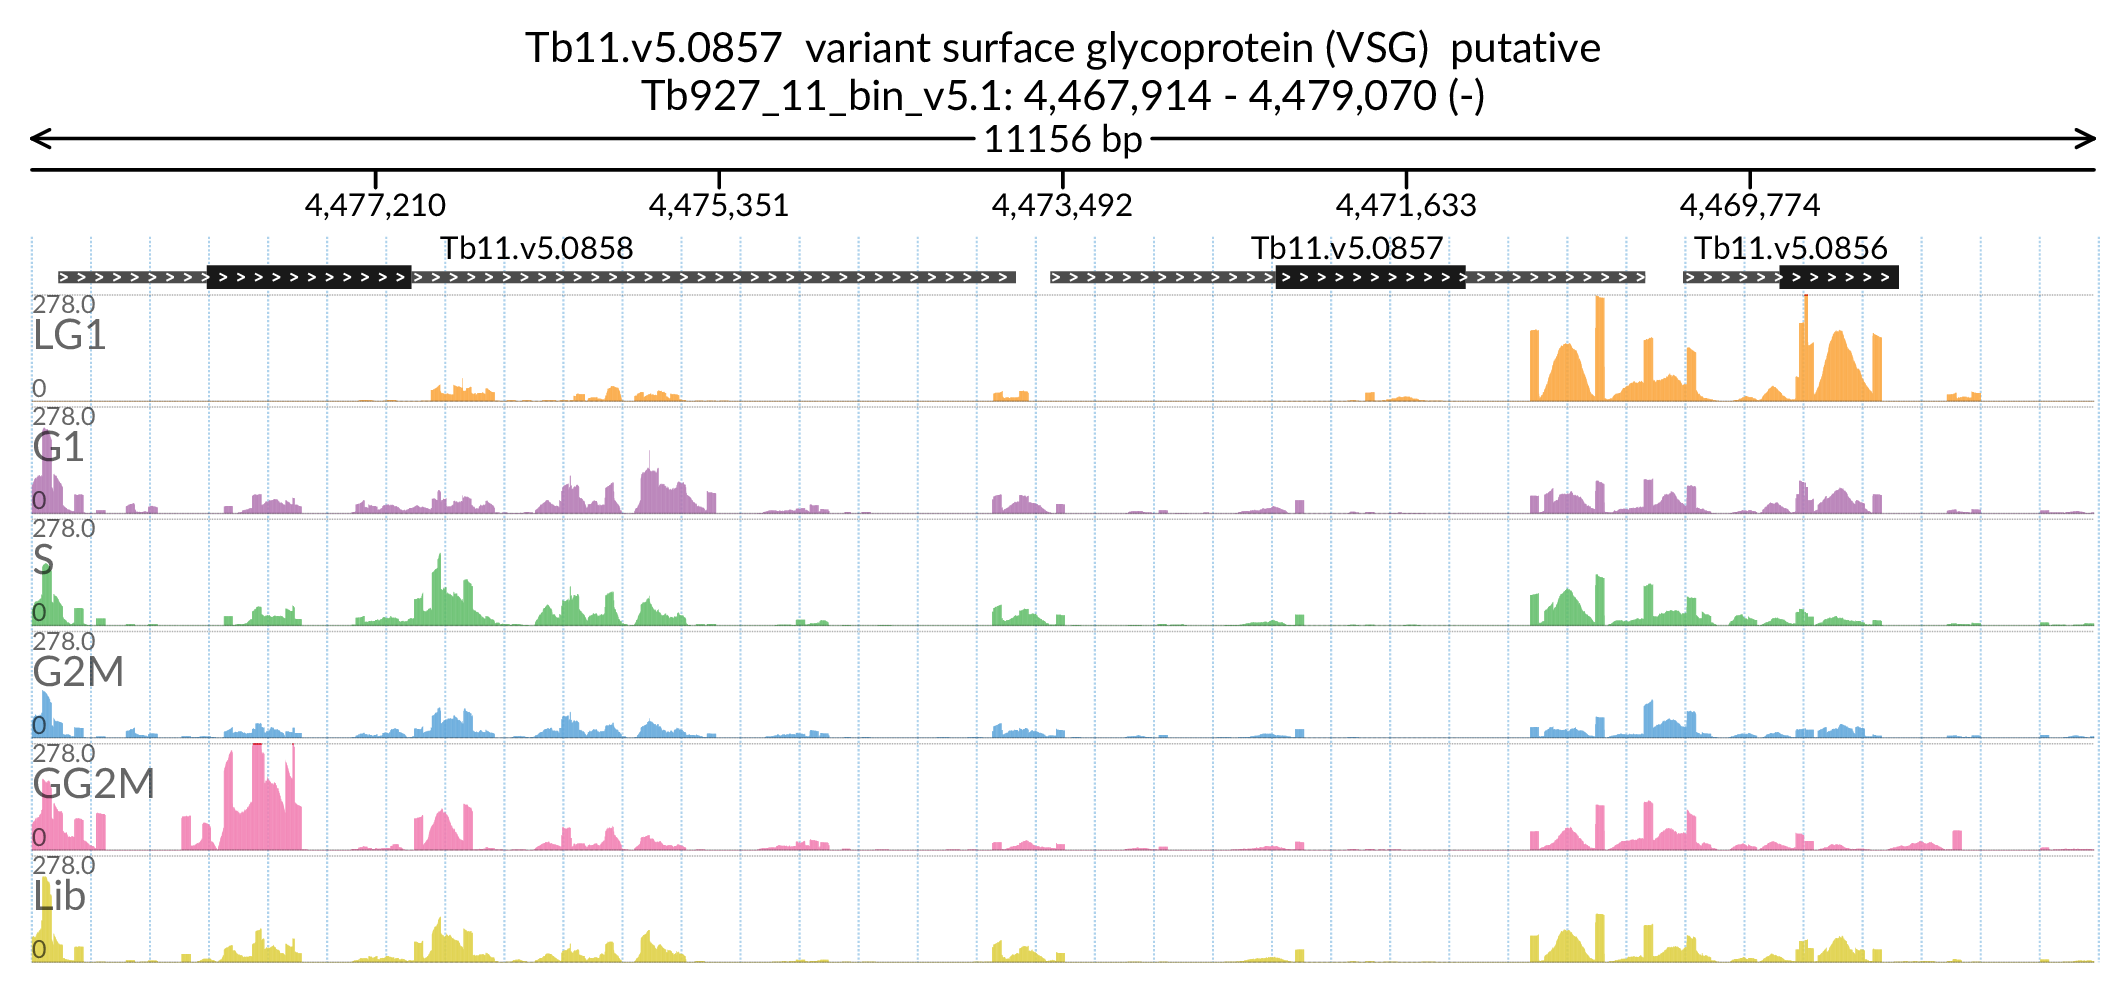 Tb11.v5.0857 variant surface glycoprotein (VSG) putative
Tb927_11_bin_v5.1: 4,467,914 - 4,479,070 (-)
11156 bp
4,477,210 4,475,351 4,473,492 4,471,633 4,469,774
Tb11.v5.0858 Tb11.v5.0857 Tb11.v5.0856
278.0
LG1
0
278.0
G1
0
278.0
S
0
278.0
G2M
0
278.0
GG2M
0
278.0
Lib
0